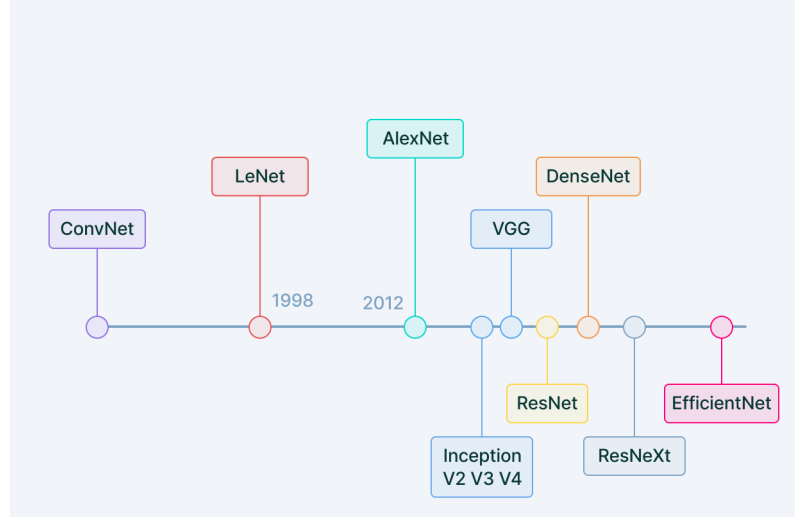 AlexNet
LeNet
DenseNet
ConvNet
VGG
1998
2012
ResNet
EfficientNet
Inception
V2 V3 V4
ResNeXt